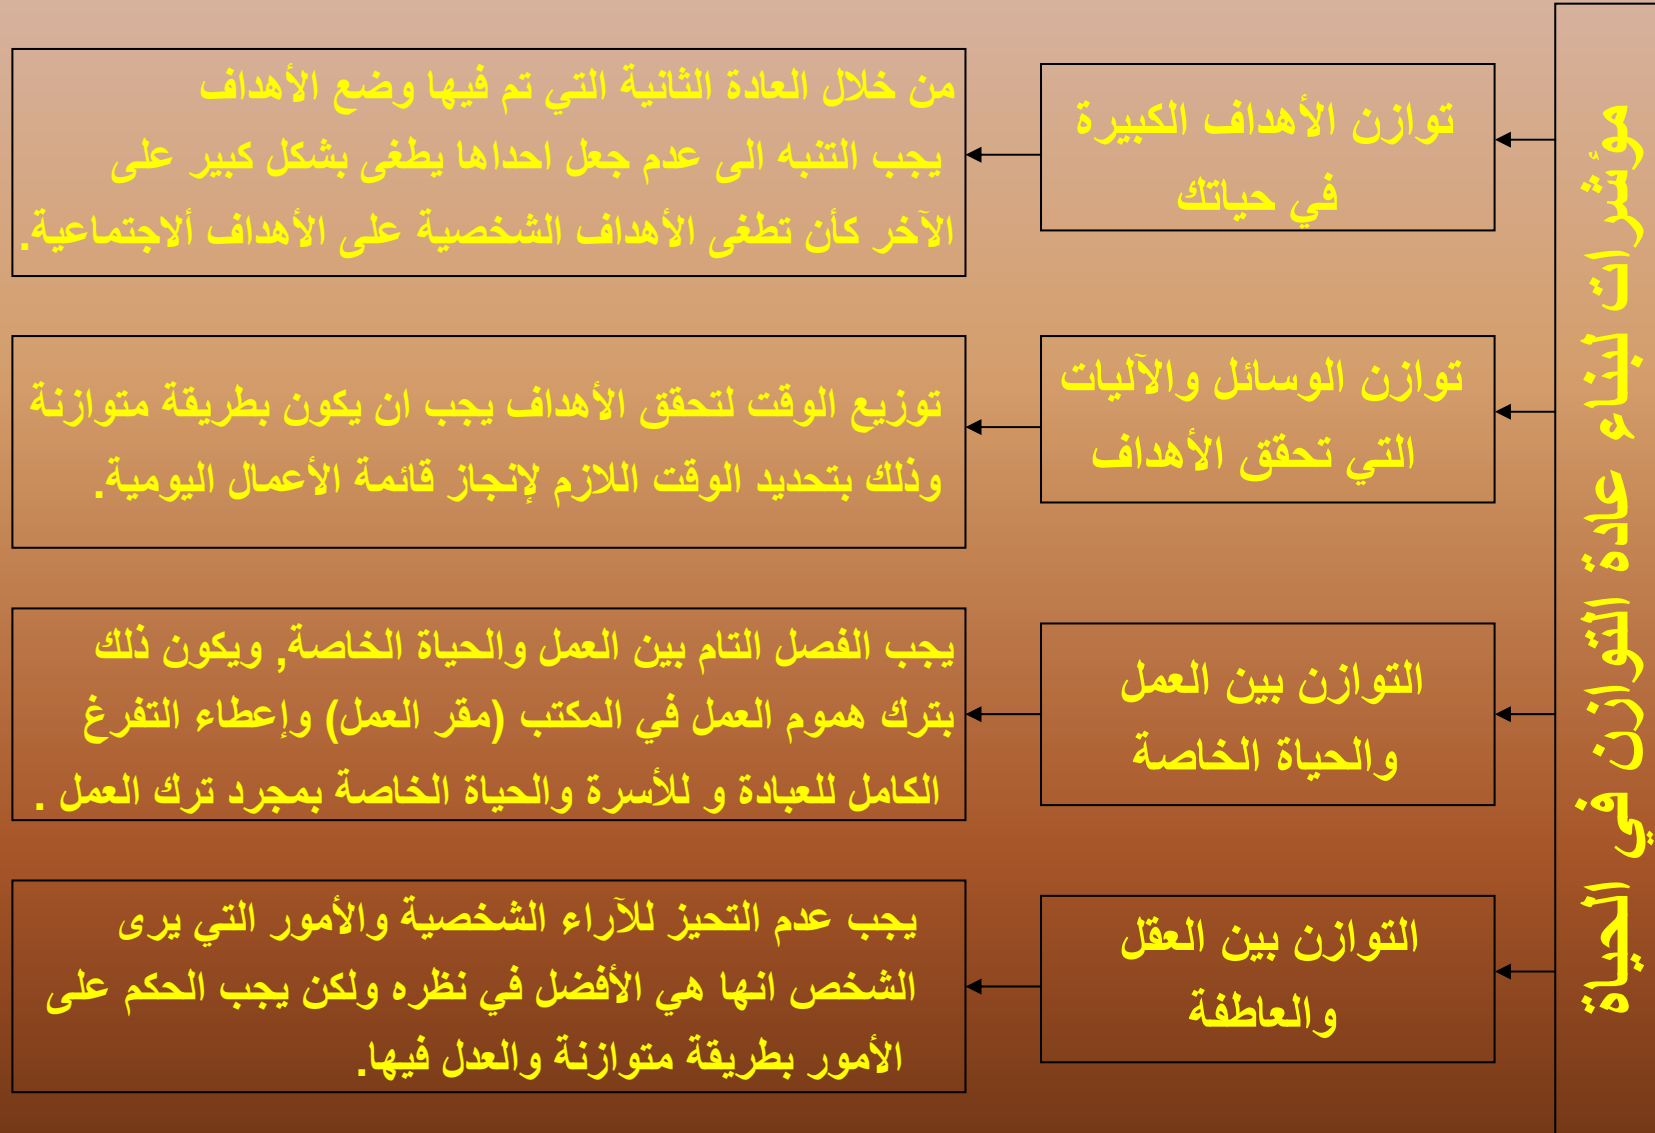 مؤشرات لبناء عادة التوازن في الحياة
توازن الأهداف الكبيرة
في حياتك
من خلال العادة الثانية التي تم فيها وضع الأهداف
يجب التنبه الى عدم جعل احداها يطغى بشكل كبير على
الآخر كأن تطغى الأهداف الشخصية على الأهداف ألاجتماعية.
توازن الوسائل والآليات
التي تحقق الأهداف
توزيع الوقت لتحقق الأهداف يجب ان يكون بطريقة متوازنة
وذلك بتحديد الوقت اللازم لإنجاز قائمة الأعمال اليومية.
التوازن بين العمل
والحياة الخاصة
يجب الفصل التام بين العمل والحياة الخاصة, ويكون ذلك
بترك هموم العمل في المكتب (مقر العمل) وإعطاء التفرغ
الكامل للعبادة و للأسرة والحياة الخاصة بمجرد ترك العمل .
التوازن بين العقل
والعاطفة
يجب عدم التحيز للآراء الشخصية والأمور التي يرى
الشخص انها هي الأفضل في نظره ولكن يجب الحكم على
الأمور بطريقة متوازنة والعدل فيها.